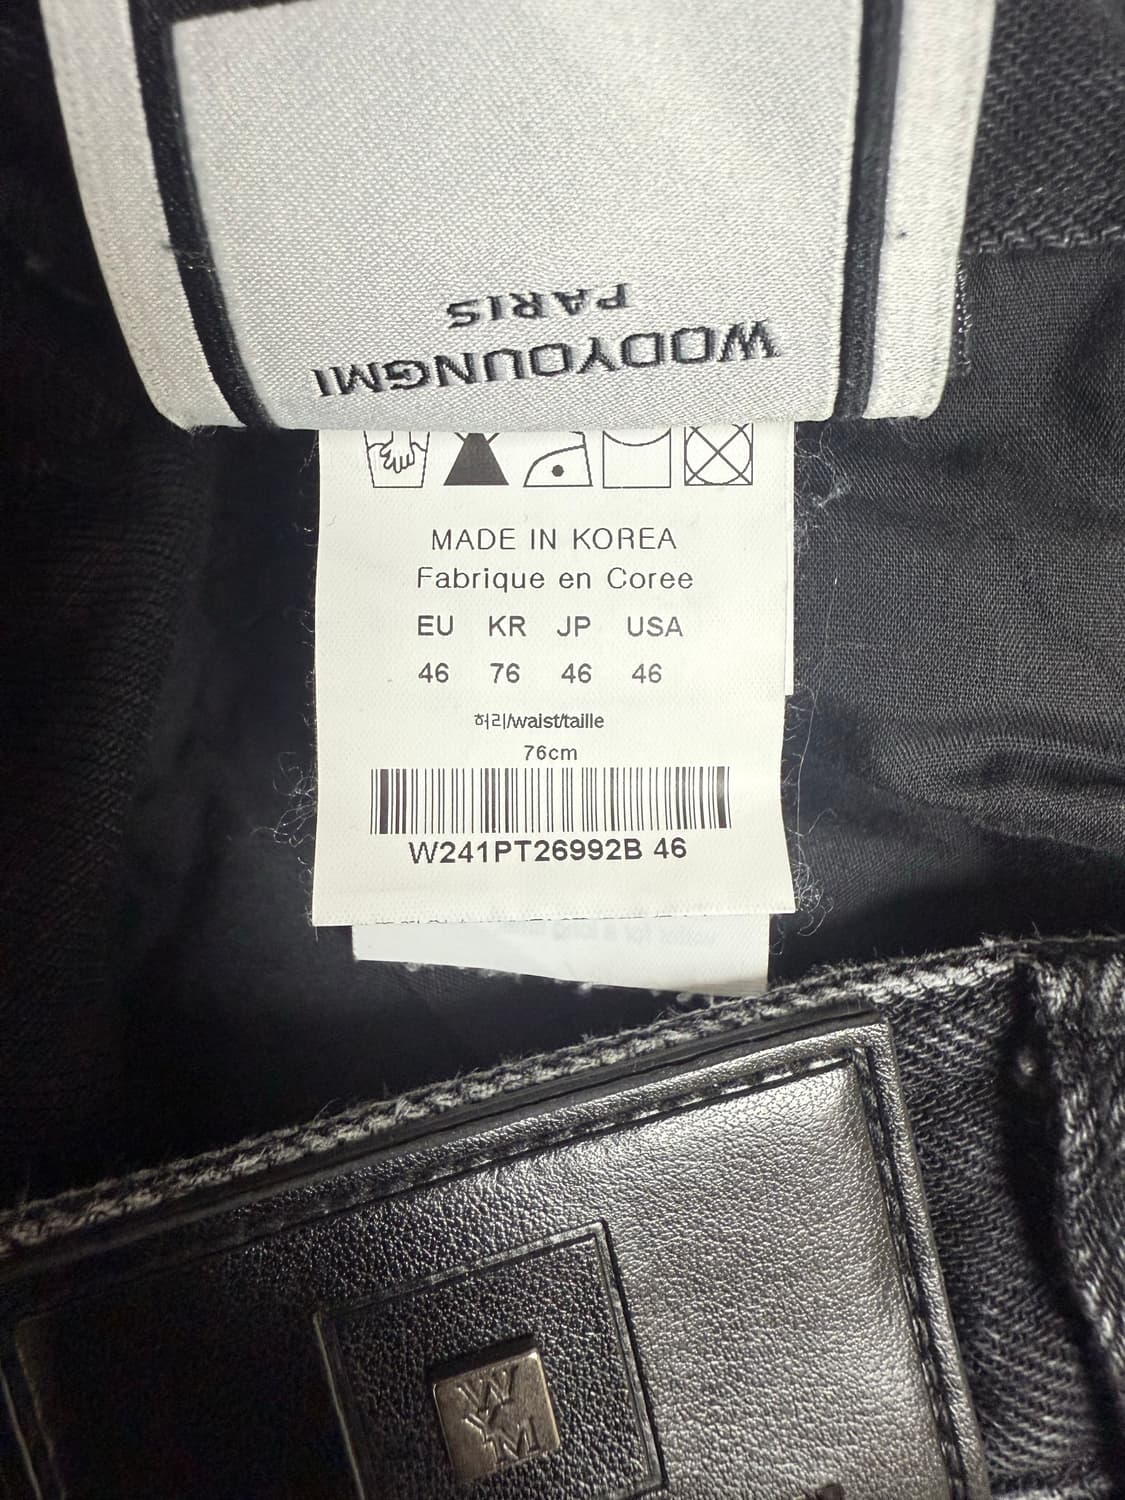 WOOYOUNGMI
PARIS
MADE IN KOREA
Fabrique en Coree
EU KR JP USA
46 76 46 46
허리/waist/taille
76cm
W241PT26992B 46
W
Y
M